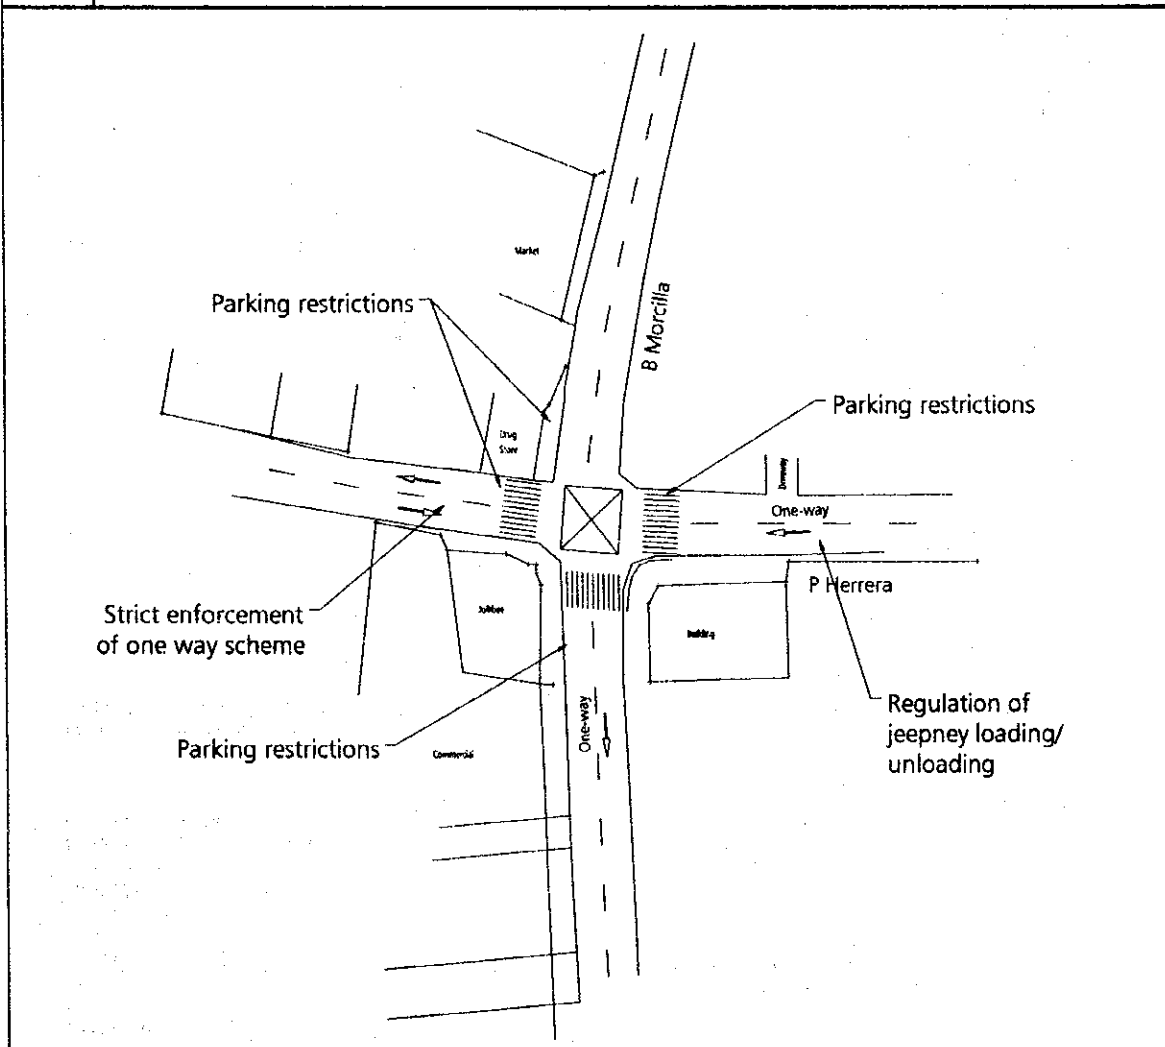 Market
Parking restrictions
B Morcilla
Parking restrictions
Drug
Store
Driveway
One-way
P Herrera
Strict enforcement
of one way scheme
Jollibee
Building
One-way
Regulation of
jeepney loading/
unloading
Parking restrictions
Commercial